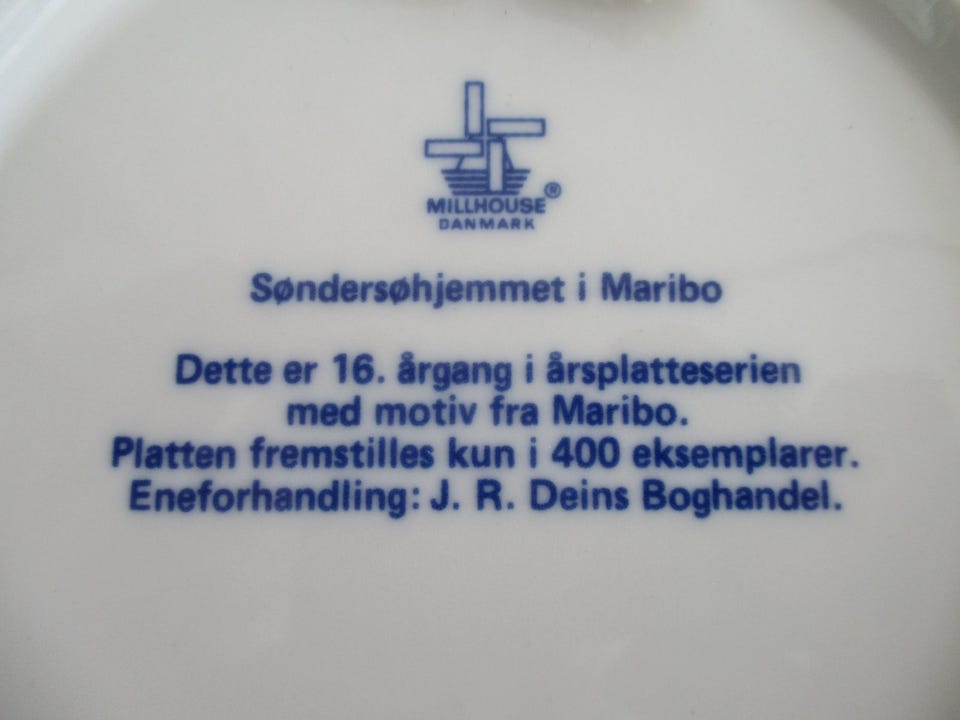 MILLHOUSE ®
DANMARK
Søndersøhjemmet i Maribo
Dette er 16. årgang i årsplatteserien
med motiv fra Maribo.
Platten fremstilles kun i 400 eksemplarer.
Eneforhandling: J. R. Deins Boghandel.